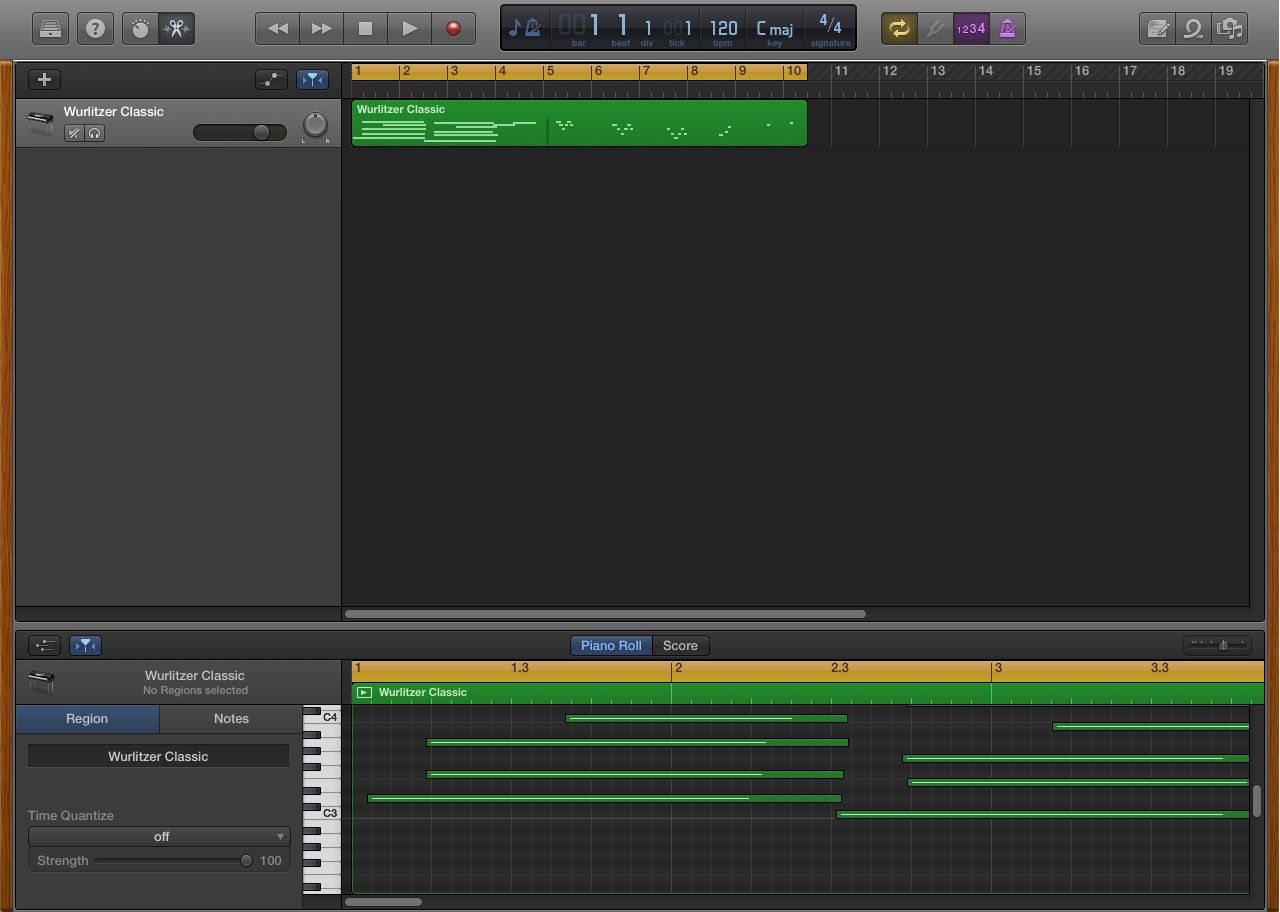 1 1 1 1 120 C maj 4/4
bar beat div tick bpm key signature
1234
1 2 3 4 5 6 7 8 9 10 11 12 13 14 15 16 17 18 19
Wurlitzer Classic
L R
Wurlitzer Classic
Piano Roll Score
Wurlitzer Classic
No Regions selected
1 1.3 2 2.3 3 3.3
Wurlitzer Classic
Region Notes
C4
Wurlitzer Classic
C3
Time Quantize
off
Strength 100